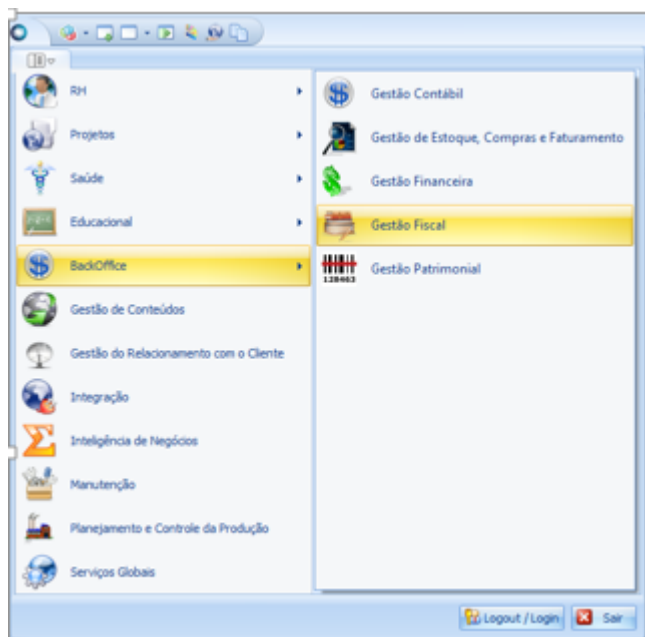 RH
Projetos
Saúde
Educacional
BackOffice
Gestão de Conteúdos
Gestão do Relacionamento com o Cliente
Integração
Inteligência de Negócios
Manutenção
Planejamento e Controle da Produção
Serviços Globais
Gestão Contábil
Gestão de Estoque, Compras e Faturamento
Gestão Financeira
Gestão Fiscal
Gestão Patrimonial
128463
Logout / Login
Sair